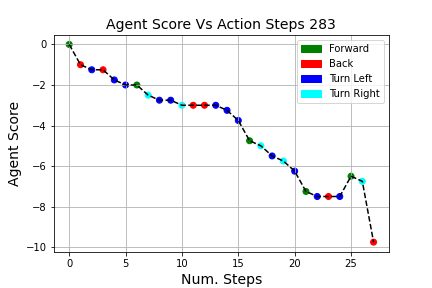 Agent Score Vs Action Steps 283
Forward
Back
Turn Left
Turn Right
0
−2
−4
−6
−8
−10
Agent Score
0 5 10 15 20 25
Num. Steps